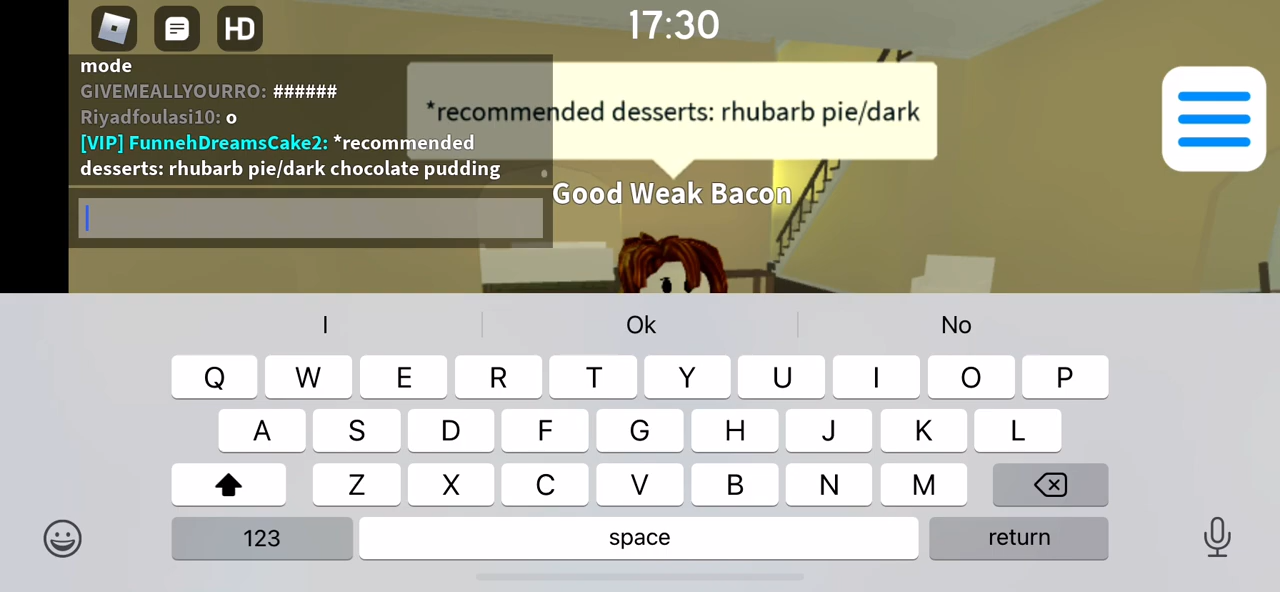 HD
17:30
mode
GIVEMEALLYOURRO: ######
Riyadfoulasi10: o
[VIP] FunnehDreamsCake2: *recommended
desserts: rhubarb pie/dark chocolate pudding
*recommended desserts: rhubarb pie/dark
Good Weak Bacon
I Ok No
Q W E R T Y U I O P
A S D F G H J K L
Z X C V B N M
123 space return